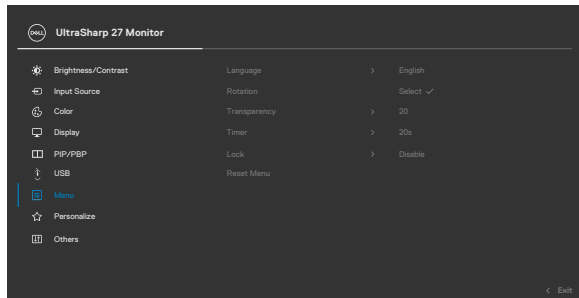 DELL UltraSharp 27 Monitor
Brightness/Contrast Language > English
Input Source Rotation Select ✓
Color Transparency > 20
Display Timer > 20s
PIP/PBP Lock > Disable
USB Reset Menu
Menu
Personalize
Others
< Exit